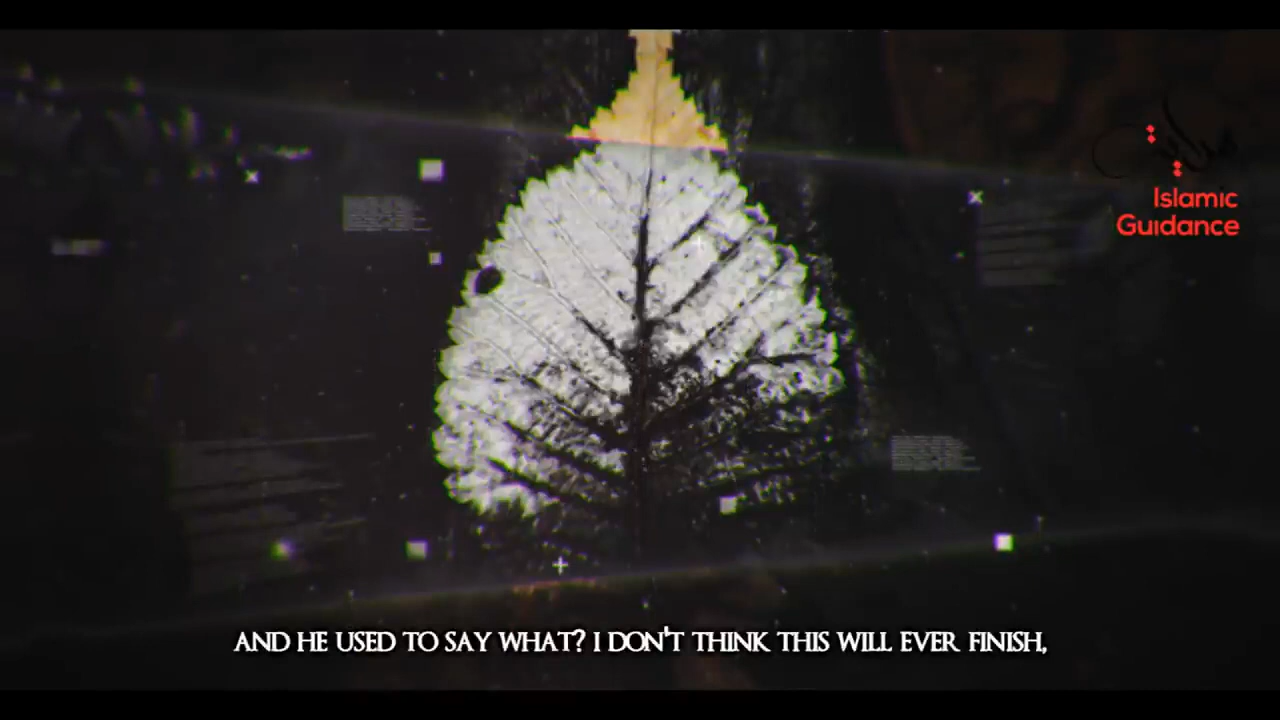 Islamic
Guidance
AND HE USED TO SAY WHAT? I DON'T THINK THIS WILL EVER FINISH,